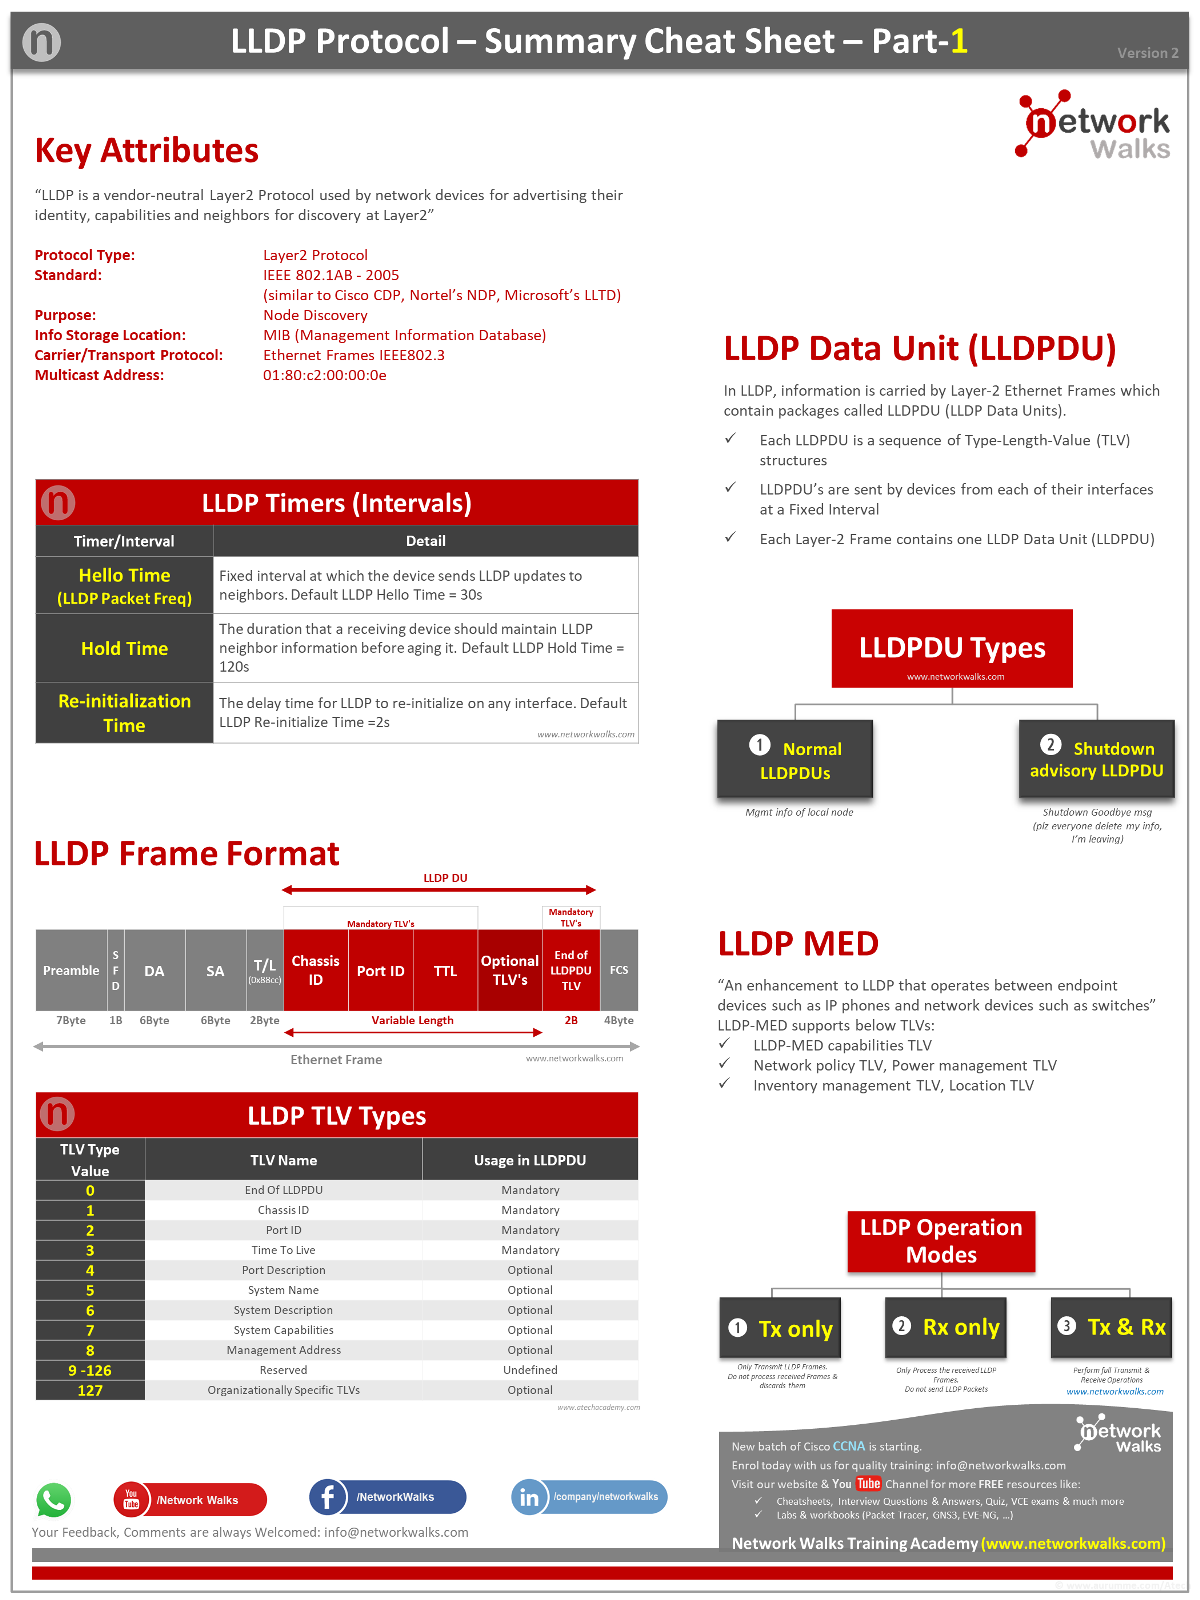 LLDP Protocol – Summary Cheat Sheet – Part-1
Version 2
network
Walks
Key Attributes
“LLDP is a vendor-neutral Layer2 Protocol used by network devices for advertising their
identity, capabilities and neighbors for discovery at Layer2”
Protocol Type: Layer2 Protocol
Standard: IEEE 802.1AB - 2005
(similar to Cisco CDP, Nortel’s NDP, Microsoft’s LLTD)
Purpose: Node Discovery
Info Storage Location: MIB (Management Information Database)
Carrier/Transport Protocol: Ethernet Frames IEEE802.3
Multicast Address: 01:80:c2:00:00:0e
n LLDP Timers (Intervals)
Timer/Interval Detail
Hello Time
(LLDP Packet Freq)
Fixed interval at which the device sends LLDP updates to
neighbors. Default LLDP Hello Time = 30s
Hold Time
The duration that a receiving device should maintain LLDP
neighbor information before aging it. Default LLDP Hold Time =
120s
Re-initialization
Time
The delay time for LLDP to re-initialize on any interface. Default
LLDP Re-initialize Time =2s
www.networkwalks.com
LLDP Frame Format
LLDP DU
Mandatory TLV's
Mandatory
TLV's
Preamble
S
F
D
DA
SA
T/L
(0x88cc)
Chassis
ID
Port ID
TTL
Optional
TLV's
End of
LLDPDU
TLV
FCS
7Byte 1B 6Byte 6Byte 2Byte Variable Length 2B 4Byte
Ethernet Frame
www.networkwalks.com
n LLDP TLV Types
TLV Type
Value
TLV Name Usage in LLDPDU
0 End Of LLDPDU Mandatory
1 Chassis ID Mandatory
2 Port ID Mandatory
3 Time To Live Mandatory
4 Port Description Optional
5 System Name Optional
6 System Description Optional
7 System Capabilities Optional
8 Management Address Optional
9 -126 Reserved Undefined
127 Organizationally Specific TLVs Optional
www.atechacademy.com
You Tube /Network Walks
f /NetworkWalks
in /company/networkwalks
Your Feedback, Comments are always Welcomed: info@networkwalks.com
LLDP Data Unit (LLDPDU)
In LLDP, information is carried by Layer-2 Ethernet Frames which
contain packages called LLDPDU (LLDP Data Units).
✓ Each LLDPDU is a sequence of Type-Length-Value (TLV)
structures
✓ LLDPDU’s are sent by devices from each of their interfaces
at a Fixed Interval
✓ Each Layer-2 Frame contains one LLDP Data Unit (LLDPDU)
LLDPDU Types
www.networkwalks.com
1 Normal
LLDPDUs
Mgmt info of local node
2 Shutdown
advisory LLDPDU
Shutdown Goodbye msg
(plz everyone delete my info,
I’m leaving)
LLDP MED
“An enhancement to LLDP that operates between endpoint
devices such as IP phones and network devices such as switches”
LLDP-MED supports below TLVs:
✓ LLDP-MED capabilities TLV
✓ Network policy TLV, Power management TLV
✓ Inventory management TLV, Location TLV
LLDP Operation
Modes
1 Tx only
Only Transmit LLDP Frames.
Do not process received Frames &
discards them
2 Rx only
Only Process the received LLDP
Frames.
Do not send LLDP Packets
3 Tx & Rx
Perform full Transmit &
Receive Operations
www.networkwalks.com
network
Walks
New batch of Cisco CCNA is starting.
Enrol today with us for quality training: info@networkwalks.com
Visit our website & You Tube Channel for more FREE resources like:
✓ Cheatsheets, Interview Questions & Answers, Quiz, VCE exams & much more
✓ Labs & workbooks (Packet Tracer, GNS3, EVE-NG, ...)
Network Walks Training Academy (www.networkwalks.com)